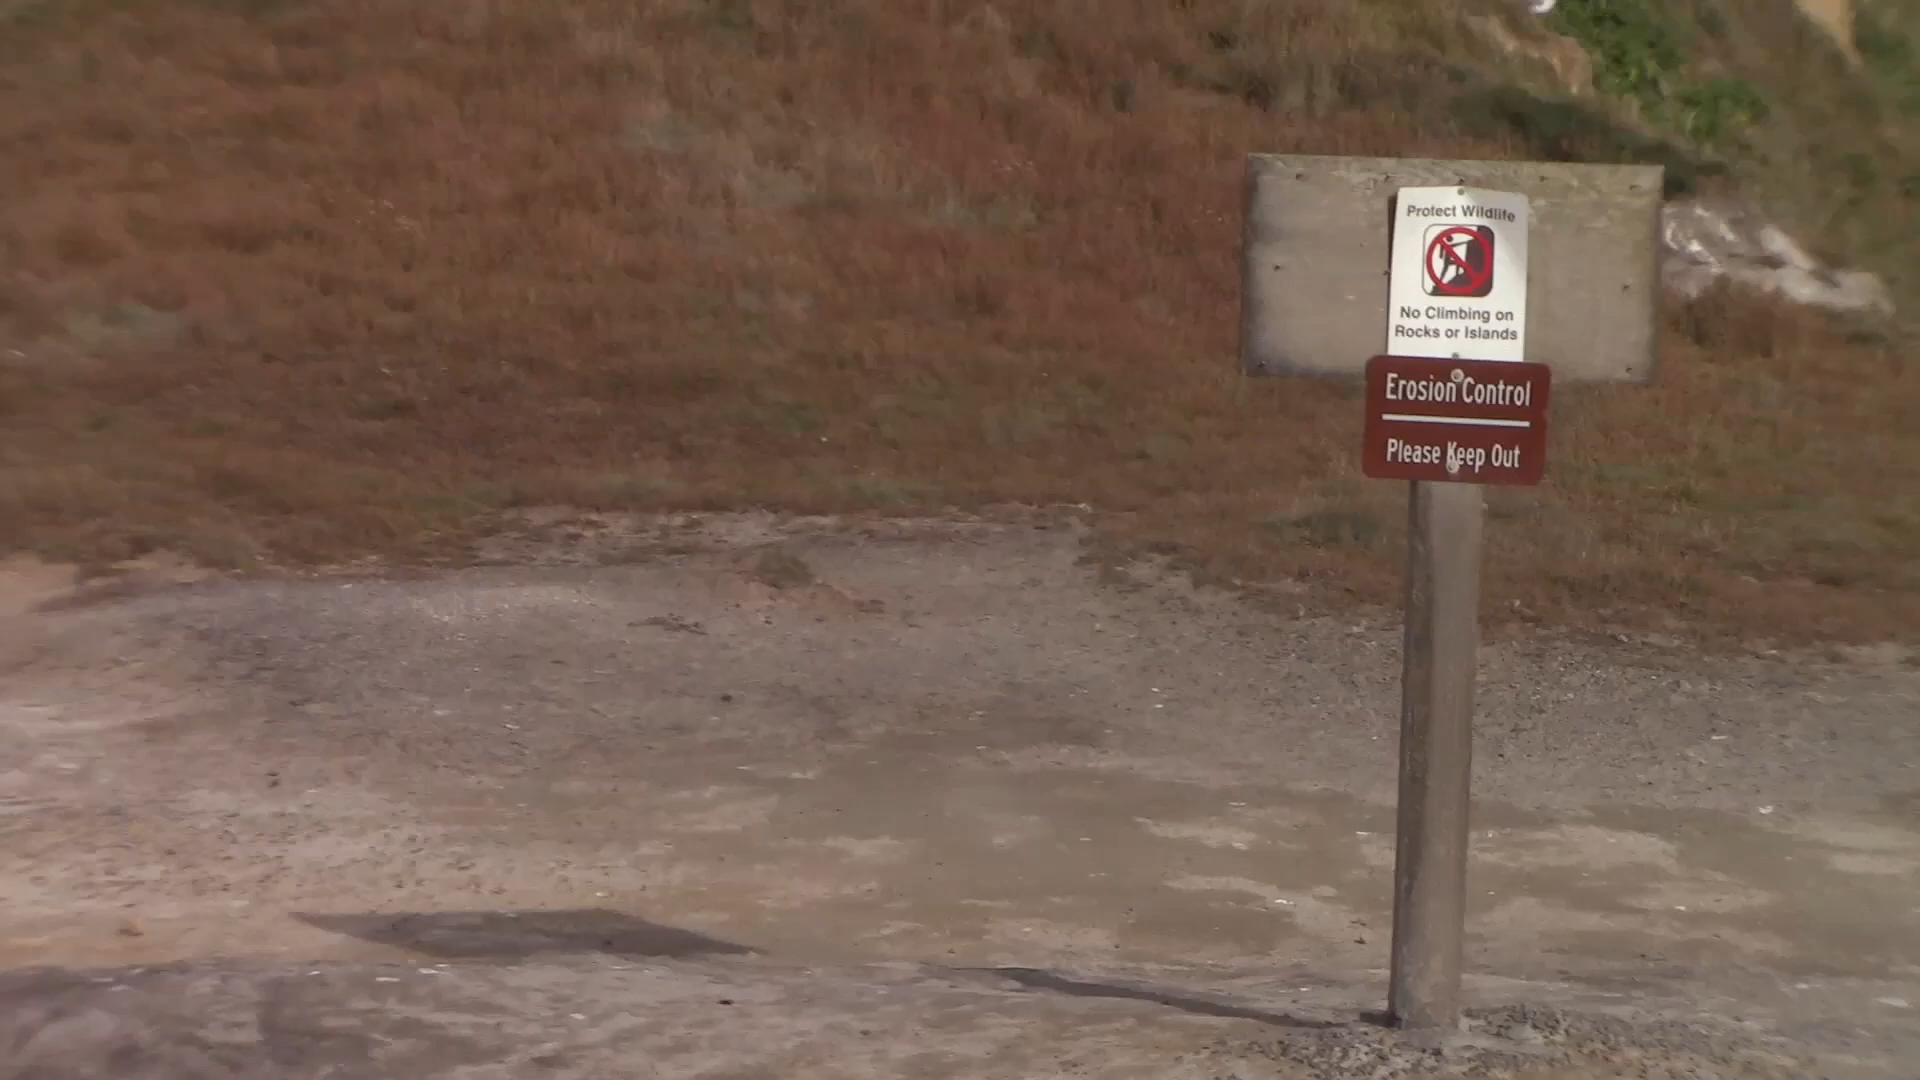 Protect Wildlife
No Climbing on
Rocks or Islands
Erosion Control
Please Keep Out